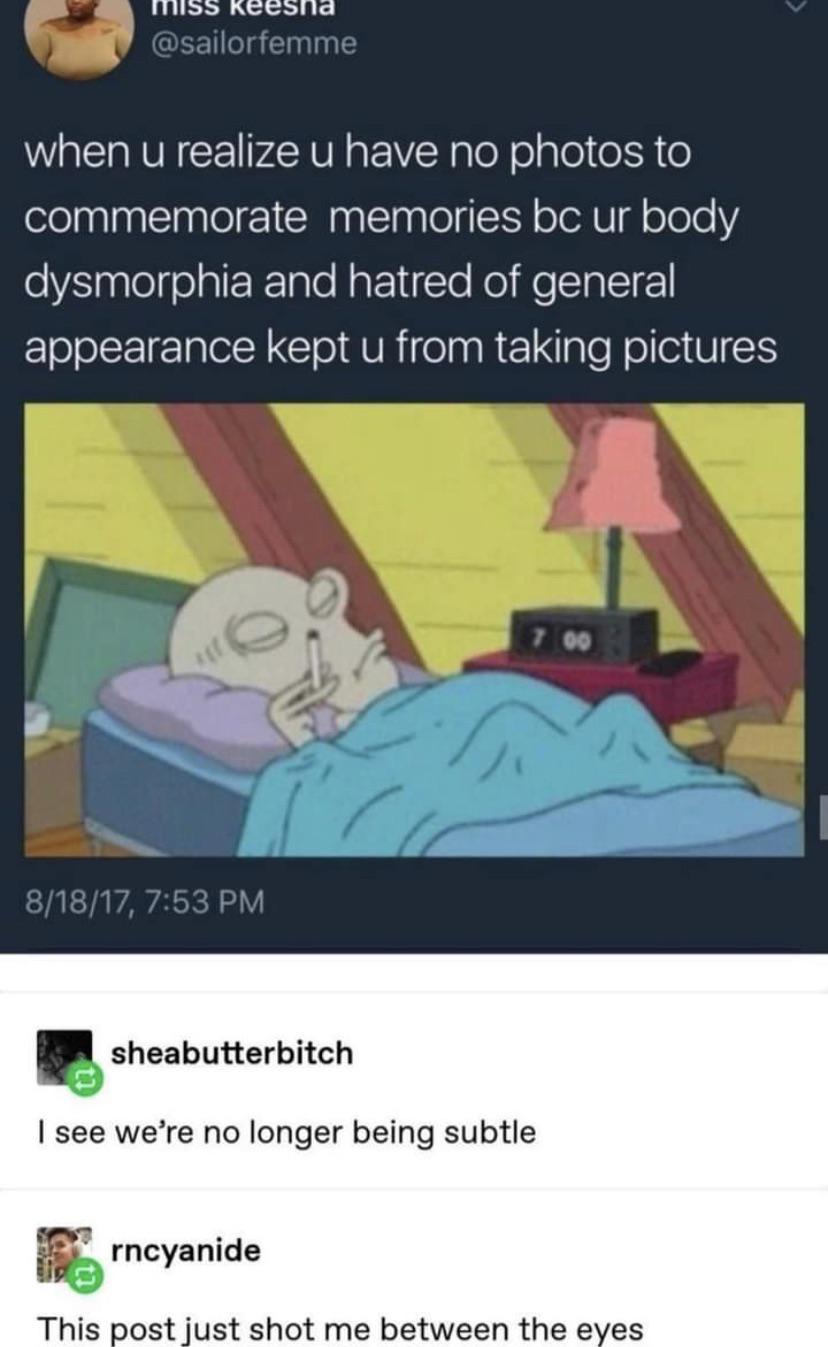 miss keesha
@sailorfemme
when u realize u have no photos to
commemorate memories bc ur body
dysmorphia and hatred of general
appearance kept u from taking pictures
7 00
8/18/17, 7:53 PM
sheabutterbitch
I see we're no longer being subtle
rncyanide
This post just shot me between the eyes